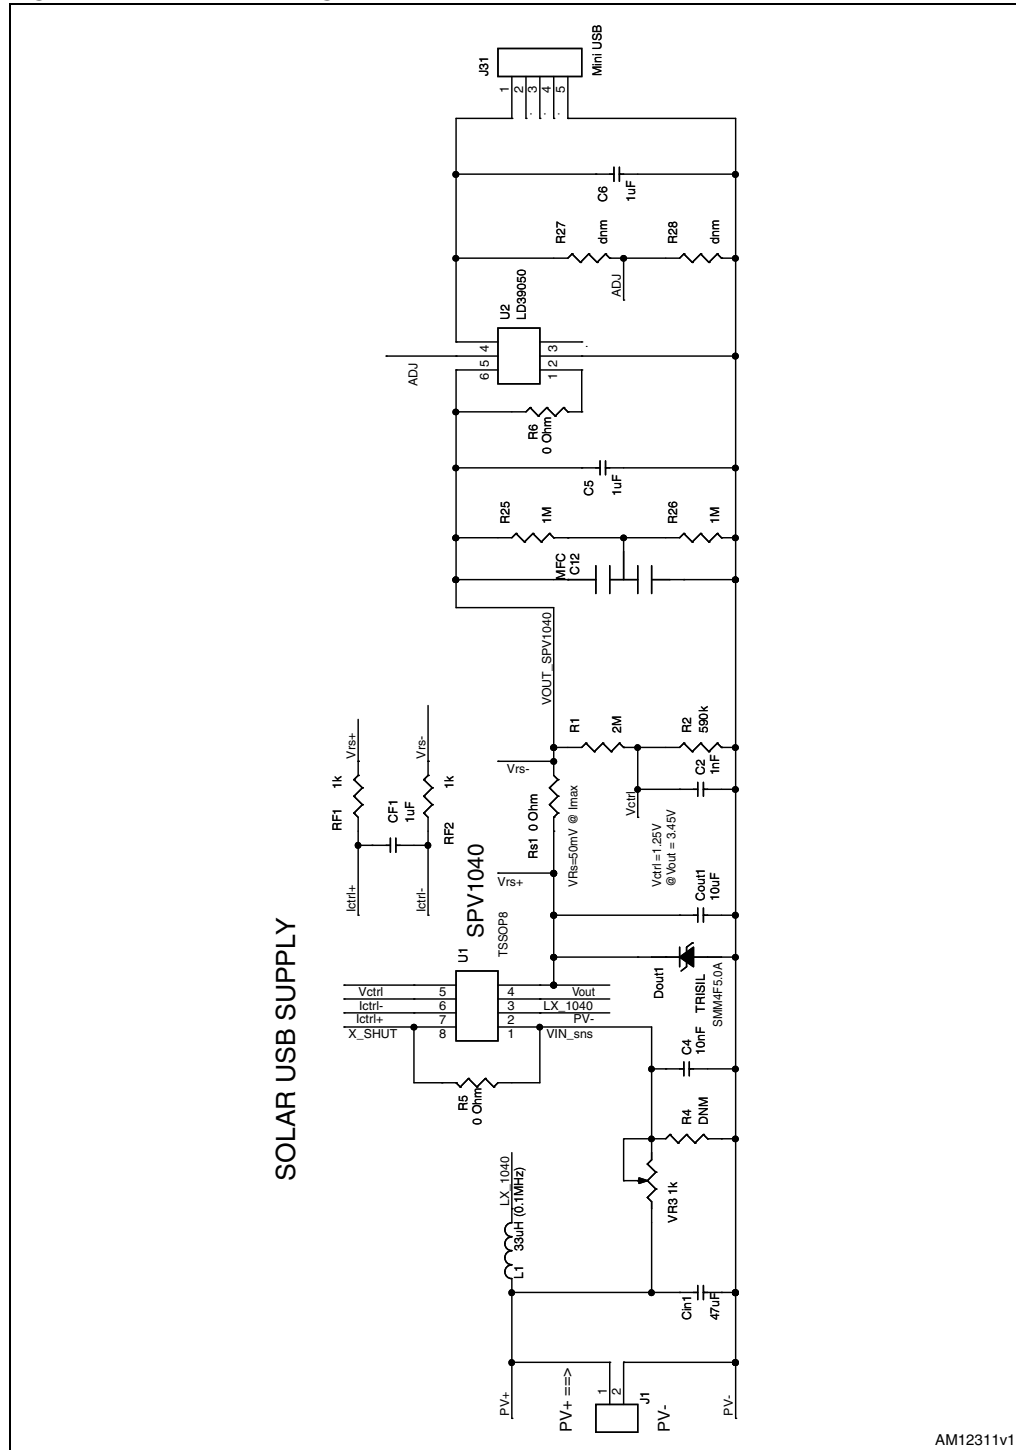 SOLAR USB SUPPLY
PV+
PV+ ==>
1
2
J1
PV-
PV-
L1
33uH (0.1MHz)
LX_1040
Cin1
47uF
VR3 1k
R4
DNM
C4
10nF
R5
0 Ohm
X_SHUT
8
Ictrl+
7
Ictrl-
6
Vctrl
5
1
VIN_sns
2
PV-
3
LX_1040
4
Vout
U1
SPV1040
TSSOP8
Dout1
TRISIL
SMM4F5.0A
Cout1
10uF
Ictrl+
Ictrl-
RF1
1k
CF1
1uF
RF2
1k
Vrs+
Vrs-
Vrs+
Vrs-
Rs1 0 Ohm
VRs=50mV @ Imax
Vctrl =1.25V
@Vout = 3.45V
Vctrl
R1
2M
R2
590k
C2
1nF
VOUT_SPV1040
MFC
C12
R25
1M
R26
1M
C5
1uF
R6
0 Ohm
ADJ
6
5
4
1
2
3
U2
LD39050
ADJ
R27
dnm
R28
dnm
C6
1uF
J31
1
2
3
4
5
Mini USB
AM12311v1